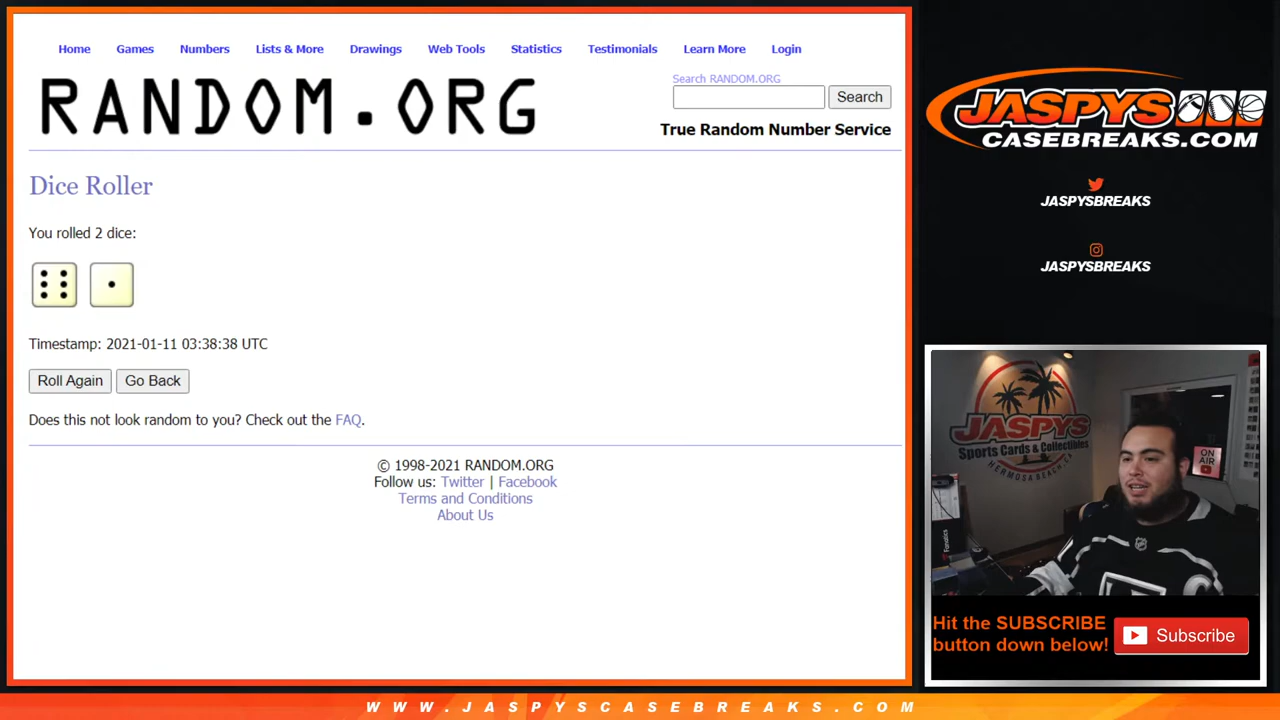 Home Games Numbers Lists & More Drawings Web Tools Statistics Testimonials Learn More Login
RANDOM.ORG
Search RANDOM.ORG
Search
True Random Number Service
Dice Roller
You rolled 2 dice:
Timestamp: 2021-01-11 03:38:38 UTC
Roll Again Go Back
Does this not look random to you? Check out the FAQ.
© 1998-2021 RANDOM.ORG
Follow us: Twitter | Facebook
Terms and Conditions
About Us
JASPYS
CASEBREAKS.COM
JASPYSBREAKS
JASPYSBREAKS
JASPYS
Sports Cards & Collectibles
HERMOSA BEACH, CA
ON
AIR
Fanatics
Hit the SUBSCRIBE
button down below!
Subscribe
WWW.JASPYSCASEBREAKS.COM